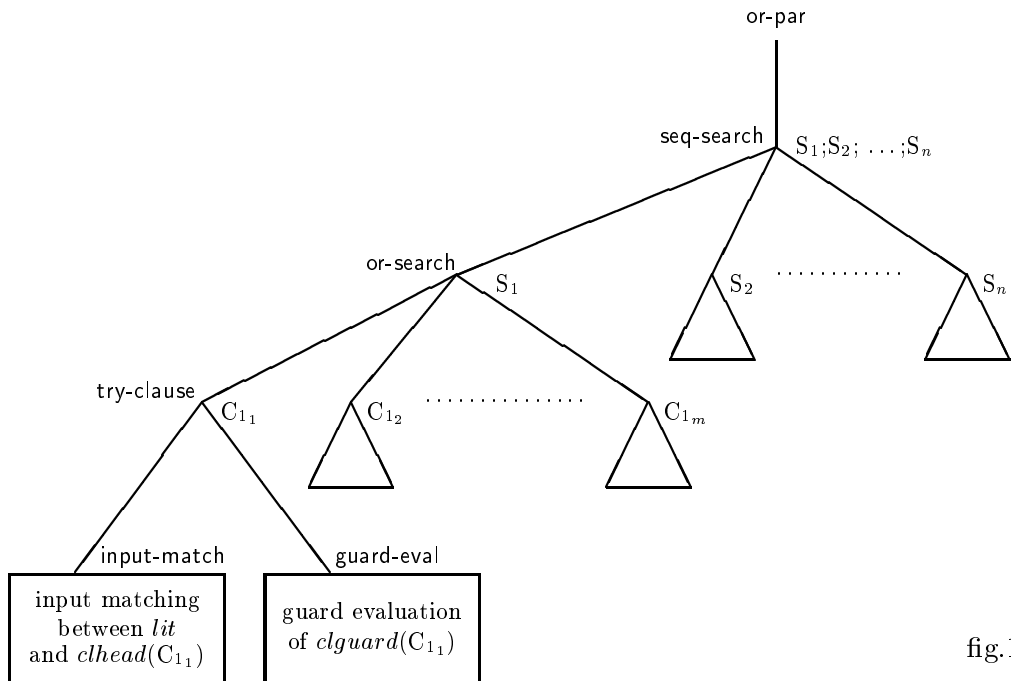 or-par
seq-search S₁;S₂; ...;Sₙ
or-search S₁ S₂ ............ Sₙ
try-clause C₁₁ C₁₂ ................ C₁ₘ
input-match guard-eval
input matching
between lit
and clhead(C₁₁)
guard evaluation
of clguard(C₁₁)
fig.